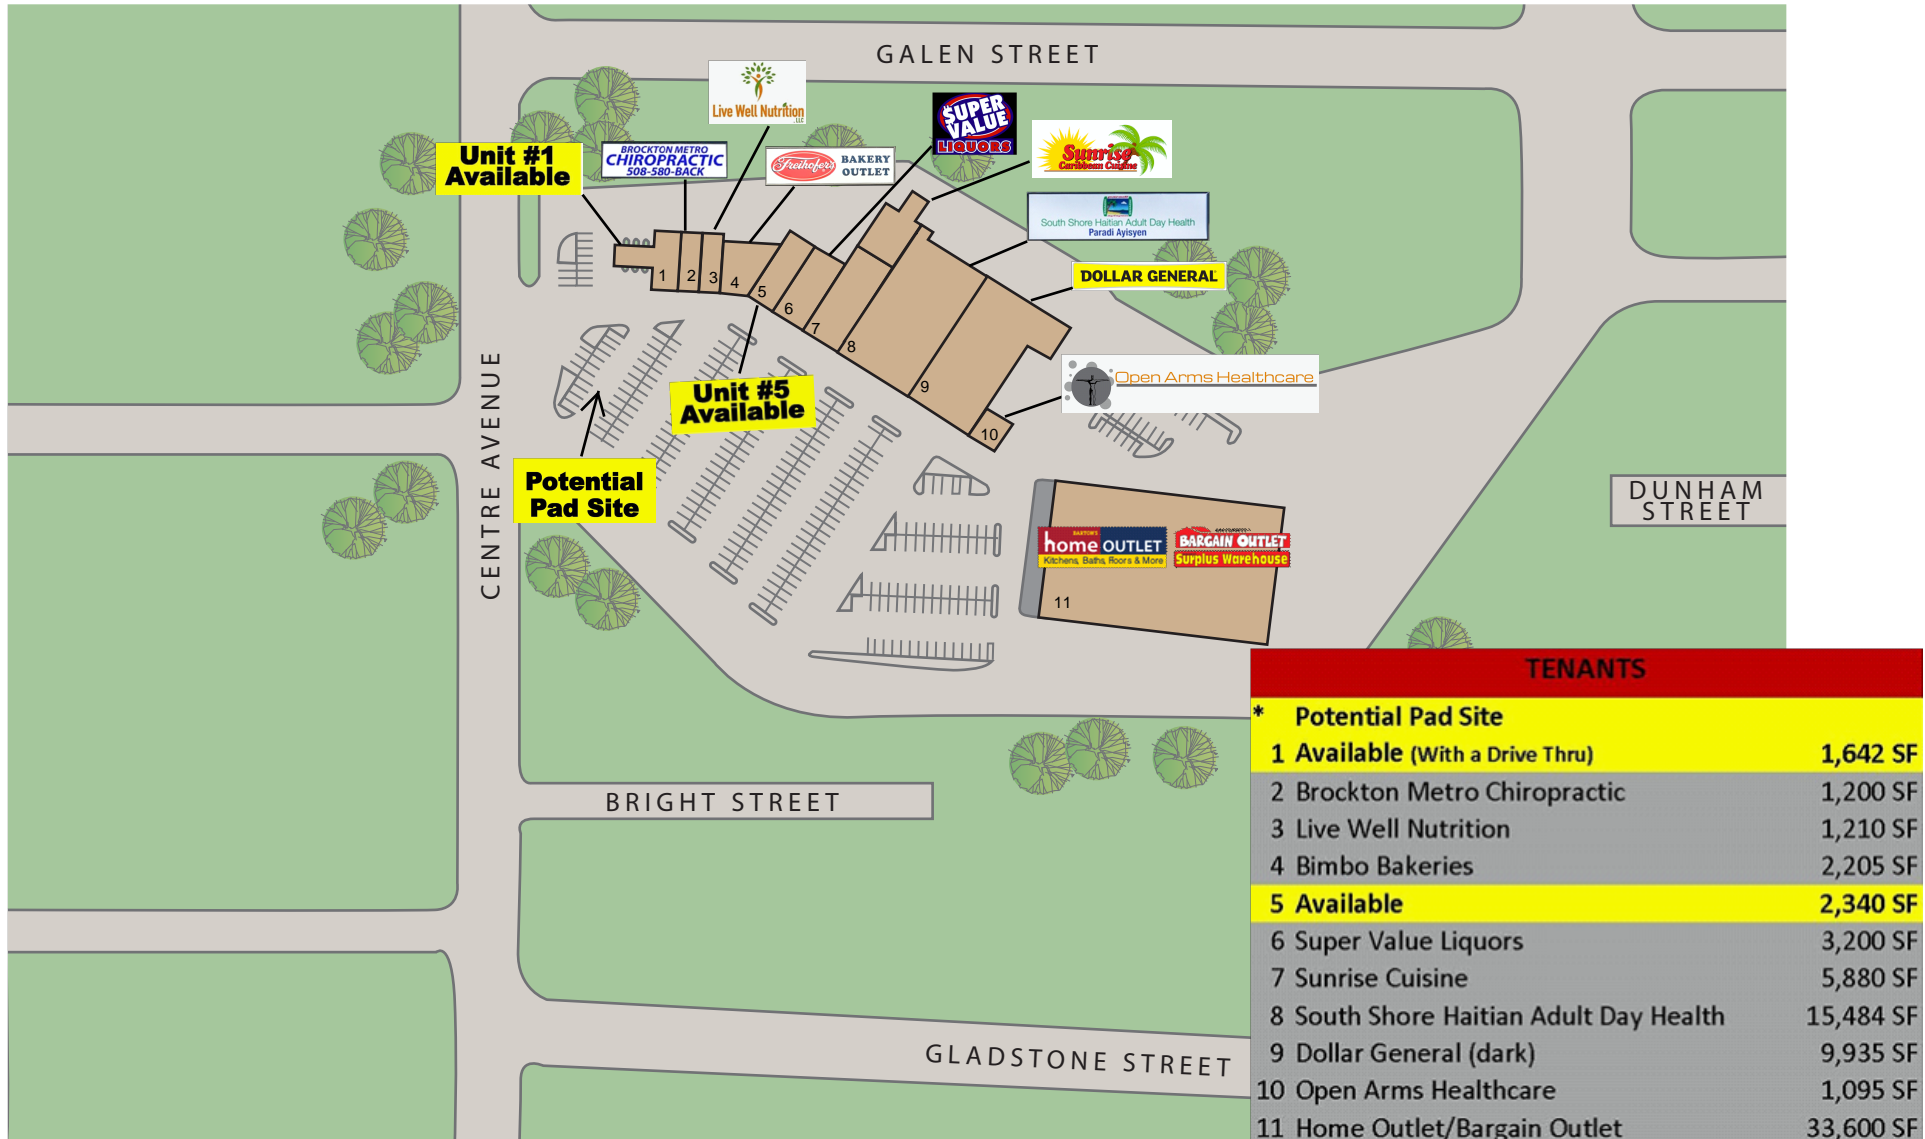 GALEN STREET
Live Well Nutrition
LLC
Unit #1
Available
BROCKTON METRO
CHIROPRACTIC
508-580-BACK
Freihofer's
BAKERY
OUTLET
SUPER
VALUE
LIQUORS
Sunrise
Caribbean Cuisine
South Shore Haitian Adult Day Health
Paradi Ayisyen
DOLLAR GENERAL
1
2
3
4
5
6
7
8
9
10
Open Arms Healthcare
Unit #5
Available
Potential
Pad Site
CENTRE AVENUE
DUNHAM
STREET
home OUTLET
Kitchens, Baths, Floors & More
BARGAIN OUTLET
Surplus Warehouse
11
BRIGHT STREET
GLADSTONE STREET
TENANTS
* Potential Pad Site
1 Available (With a Drive Thru) 1,642 SF
2 Brockton Metro Chiropractic 1,200 SF
3 Live Well Nutrition 1,210 SF
4 Bimbo Bakeries 2,205 SF
5 Available 2,340 SF
6 Super Value Liquors 3,200 SF
7 Sunrise Cuisine 5,880 SF
8 South Shore Haitian Adult Day Health 15,484 SF
9 Dollar General (dark) 9,935 SF
10 Open Arms Healthcare 1,095 SF
11 Home Outlet/Bargain Outlet 33,600 SF